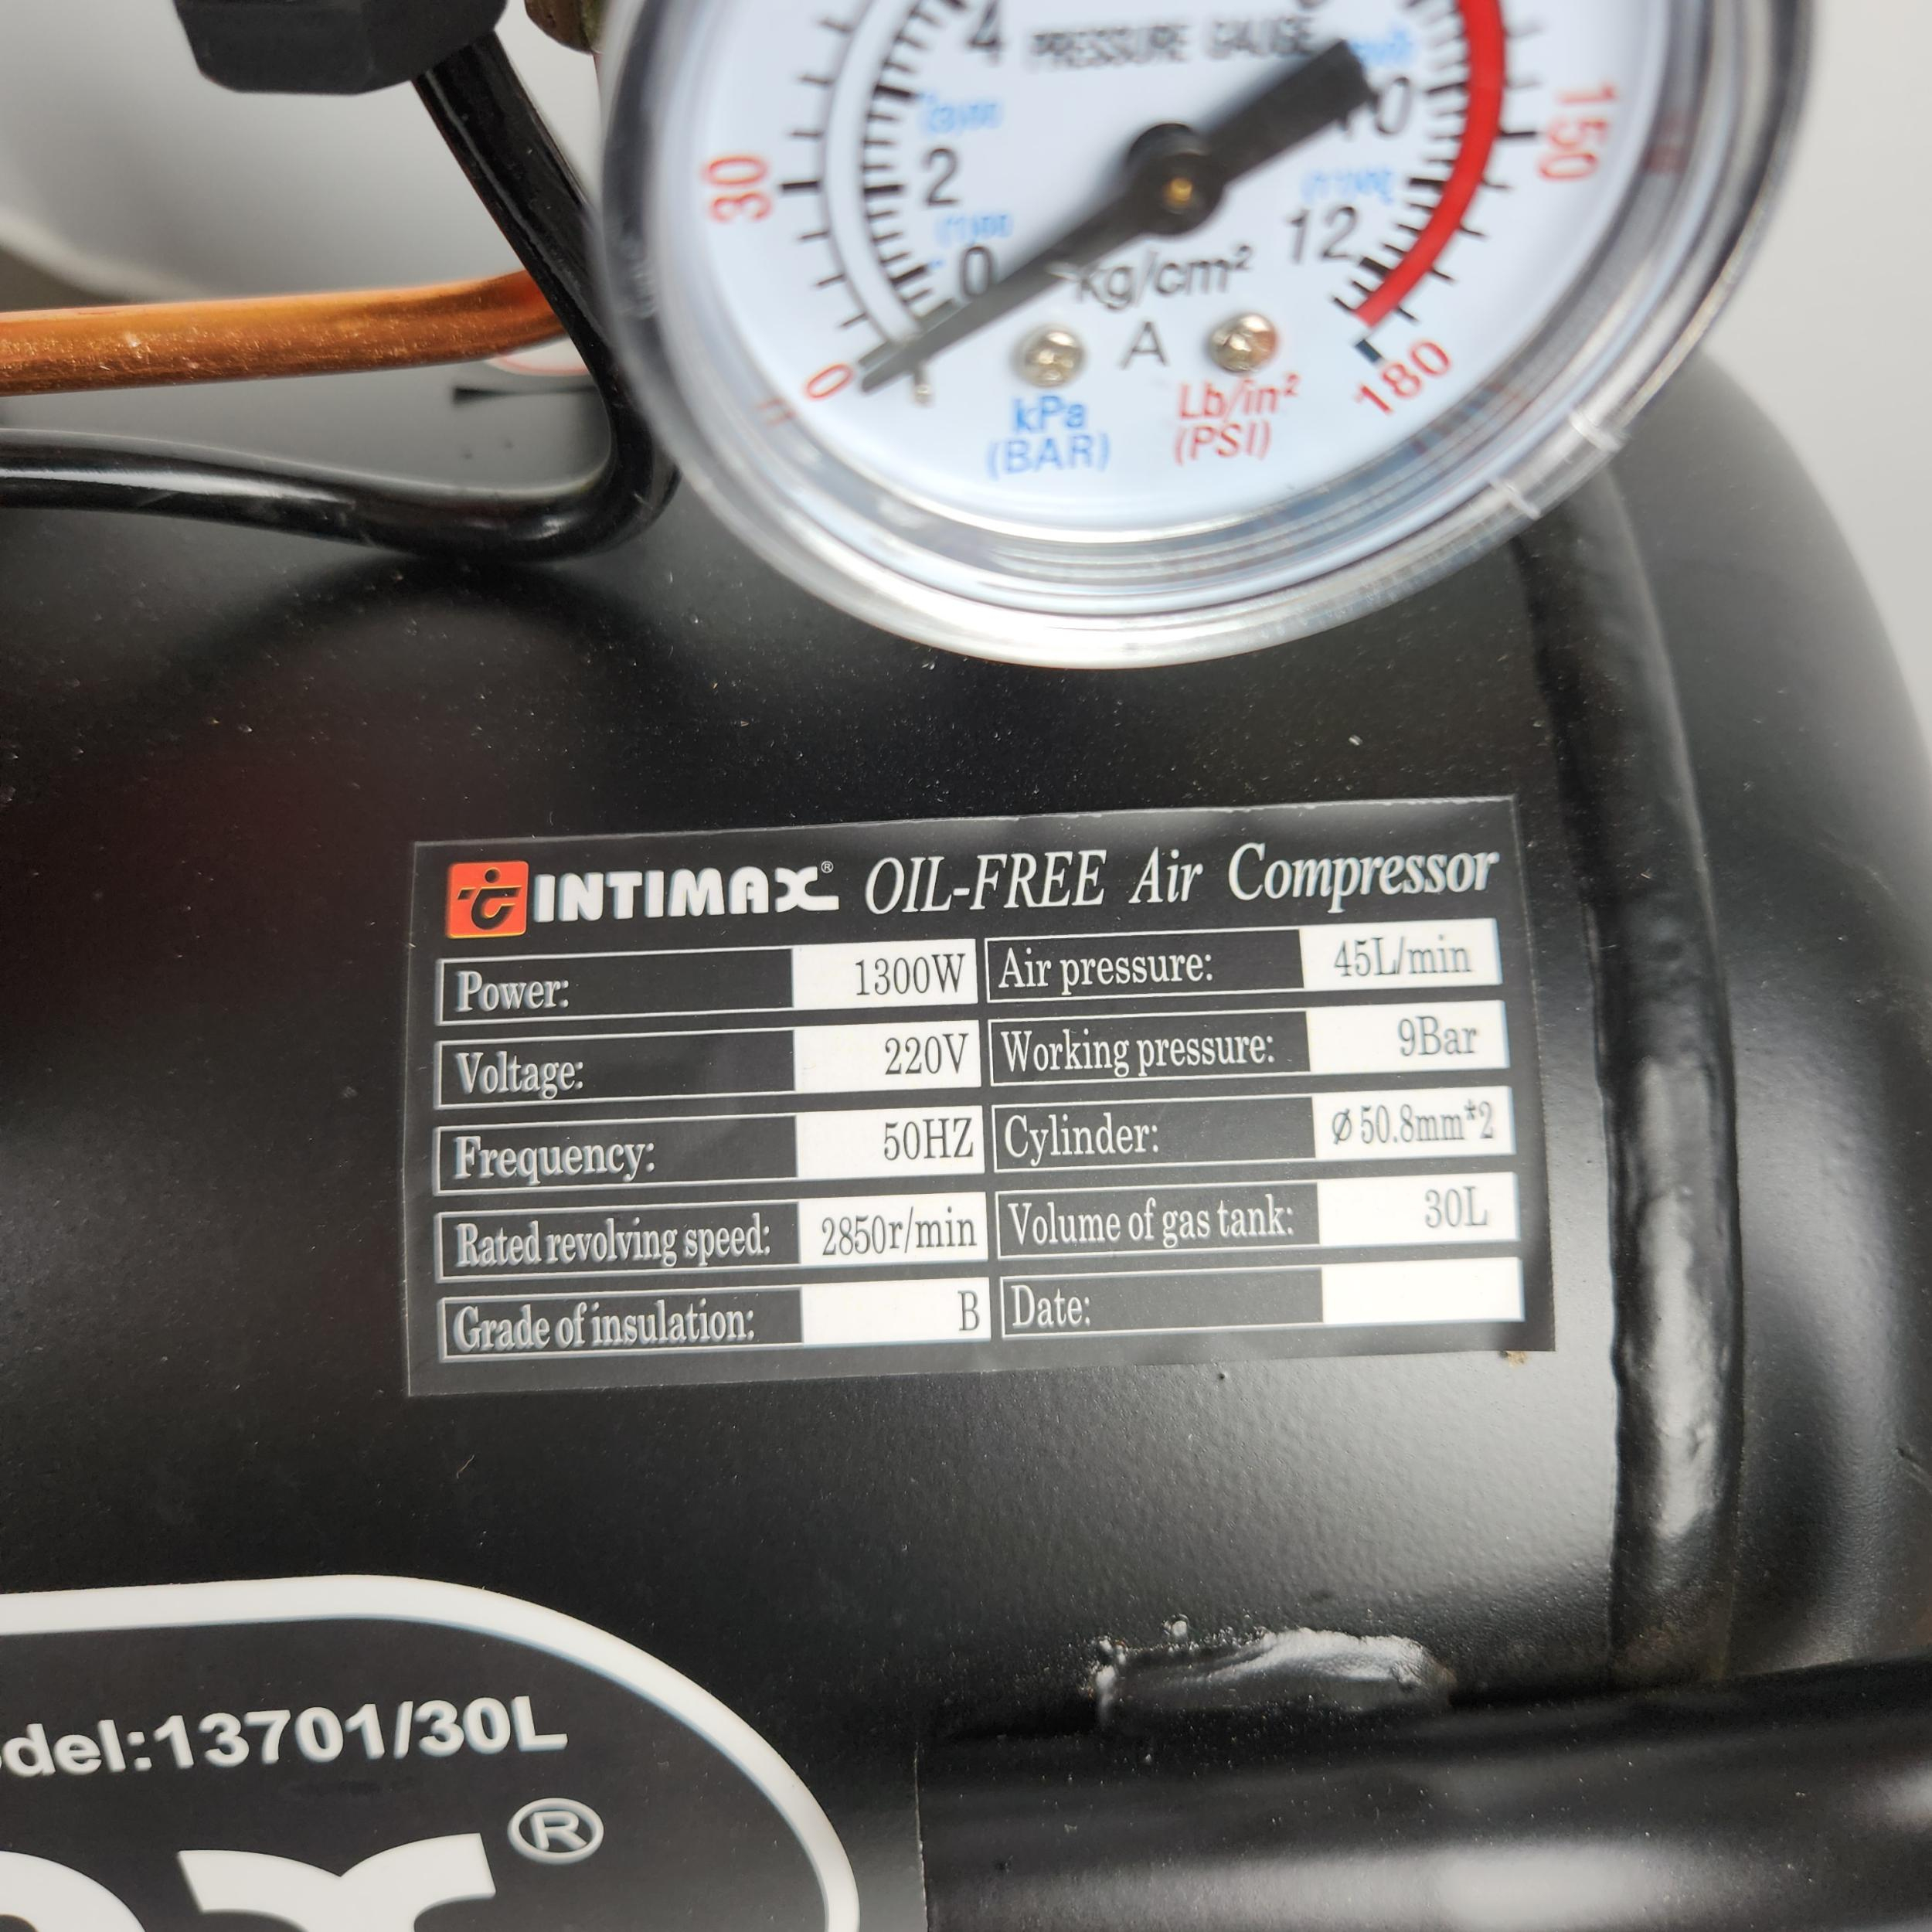 4 PRESSURE GAUGE
30 2 10 150
0 kg/cm² 12
0 A 180
kPa Lb/in²
(BAR) (PSI)
INTIMAX® OIL-FREE Air Compressor
Power: 1300W Air pressure: 45L/min
Voltage: 220V Working pressure: 9Bar
Frequency: 50HZ Cylinder: Ø50.8mm*2
Rated revolving speed: 2850r/min Volume of gas tank: 30L
Grade of insulation: B Date:
del:13701/30L
®